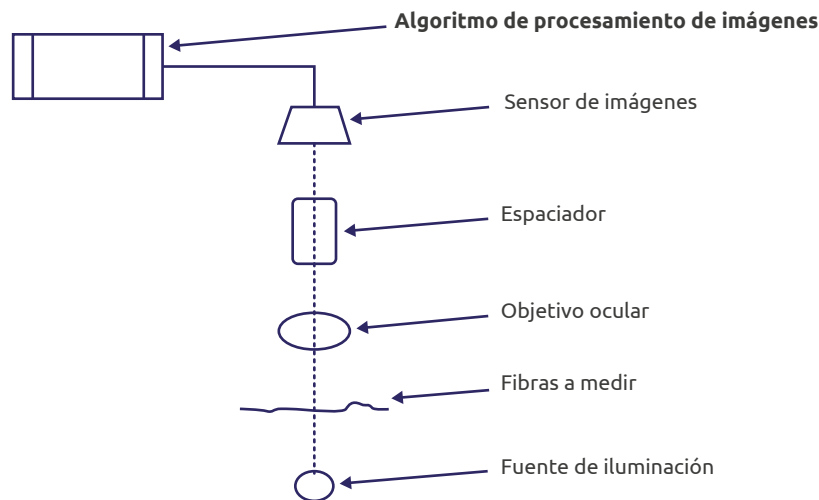 Algoritmo de procesamiento de imágenes
Sensor de imágenes
Espaciador
Objetivo ocular
Fibras a medir
Fuente de iluminación